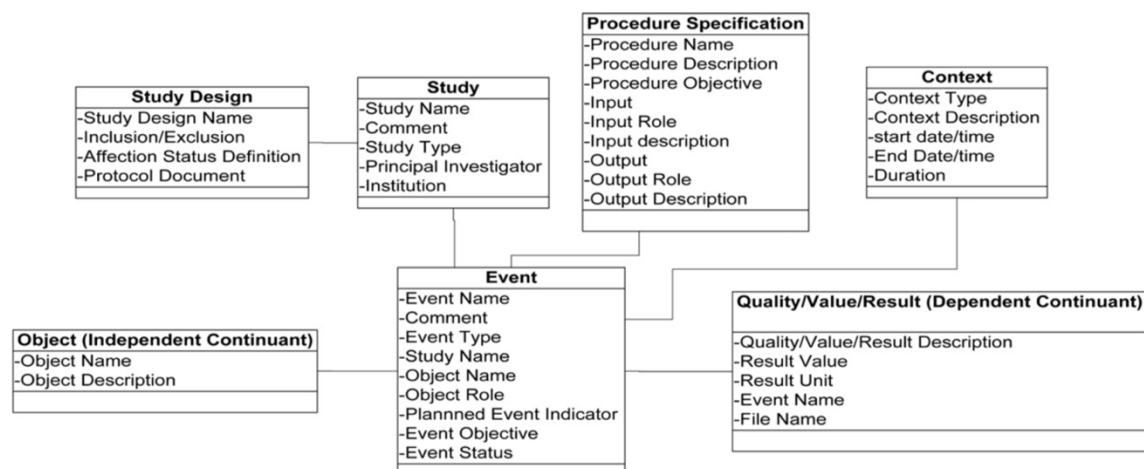 Procedure Specification
-Procedure Name
-Procedure Description
-Procedure Objective
-Input
-Input Role
-Input description
-Output
-Output Role
-Output Description
Context
-Context Type
-Context Description
-start date/time
-End Date/time
-Duration
Study
-Study Name
-Comment
-Study Type
-Principal Investigator
-Institution
Study Design
-Study Design Name
-Inclusion/Exclusion
-Affection Status Definition
-Protocol Document
Event
-Event Name
-Comment
-Event Type
-Study Name
-Object Name
-Object Role
-Plannned Event Indicator
-Event Objective
-Event Status
Quality/Value/Result (Dependent Continuant)
-Quality/Value/Result Description
-Result Value
-Result Unit
-Event Name
-File Name
Object (Independent Continuant)
-Object Name
-Object Description